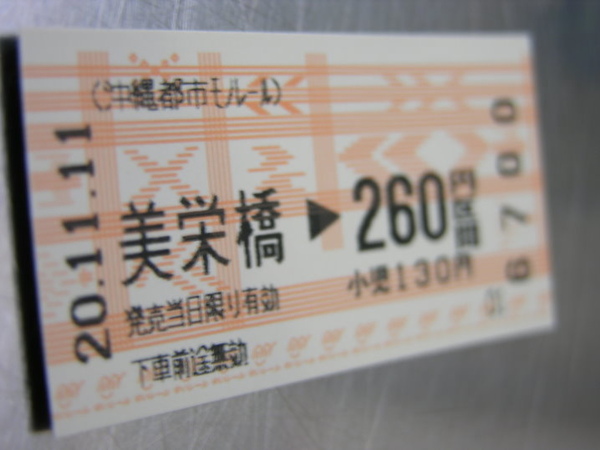 (沖縄都市モノレール)
20.11.11
美栄橋▶260円区間
小児130円
発売当日限り有効
下車前途無効
6700